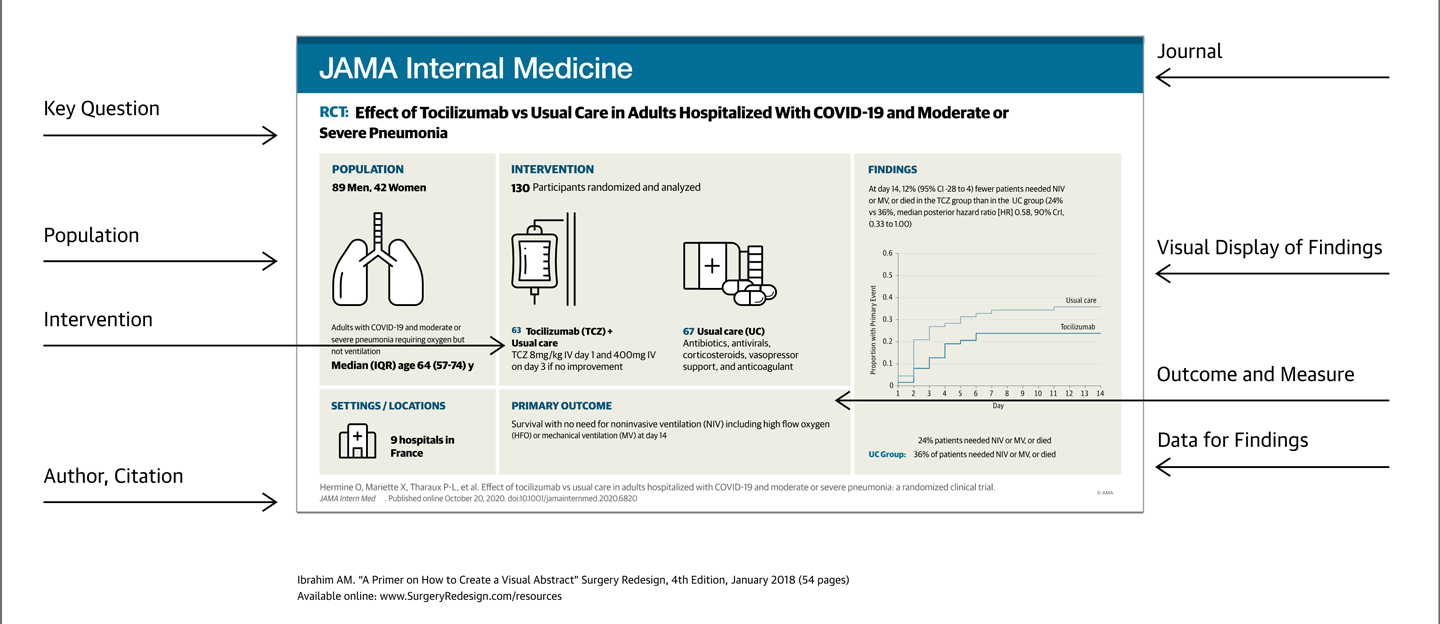 Key Question
Population
Intervention
Author, Citation
JAMA Internal Medicine
RCT: Effect of Tocilizumab vs Usual Care in Adults Hospitalized With COVID-19 and Moderate or
Severe Pneumonia
POPULATION
89 Men, 42 Women
Adults with COVID-19 and moderate or
severe pneumonia requiring oxygen but
not ventilation
Median (IQR) age 64 (57-74) y
SETTINGS / LOCATIONS
9 hospitals in
France
INTERVENTION
130 Participants randomized and analyzed
63 Tocilizumab (TCZ) +
Usual care
TCZ 8mg/kg IV day 1 and 400mg IV
on day 3 if no improvement
67 Usual care (UC)
Antibiotics, antivirals,
corticosteroids, vasopressor
support, and anticoagulant
PRIMARY OUTCOME
Survival with no need for noninvasive ventilation (NIV) including high flow oxygen
(HFO) or mechanical ventilation (MV) at day 14
FINDINGS
At day 14, 12% (95% CI -28 to 4) fewer patients needed NIV
or MV, or died in the TCZ group than in the UC group (24%
vs 36%, median posterior hazard ratio [HR] 0.58, 90% CrI,
0.33 to 1.00)
Proportion with Primary Event
0.6
0.5
0.4
0.3
0.2
0.1
0
Usual care
Tocilizumab
1 2 3 4 5 6 7 8 9 10 11 12 13 14
Day
24% patients needed NIV or MV, or died
UC Group: 36% of patients needed NIV or MV, or died
Hermine O, Mariette X, Tharaux P-L, et al. Effect of tocilizumab vs usual care in adults hospitalized with COVID-19 and moderate or severe pneumonia: a randomized clinical trial.
JAMA Intern Med . Published online October 20, 2020. doi:10.1001/jamainternmed.2020.6820
© AMA
Journal
Visual Display of Findings
Outcome and Measure
Data for Findings
Ibrahim AM. "A Primer on How to Create a Visual Abstract" Surgery Redesign, 4th Edition, January 2018 (54 pages)
Available online: www.SurgeryRedesign.com/resources